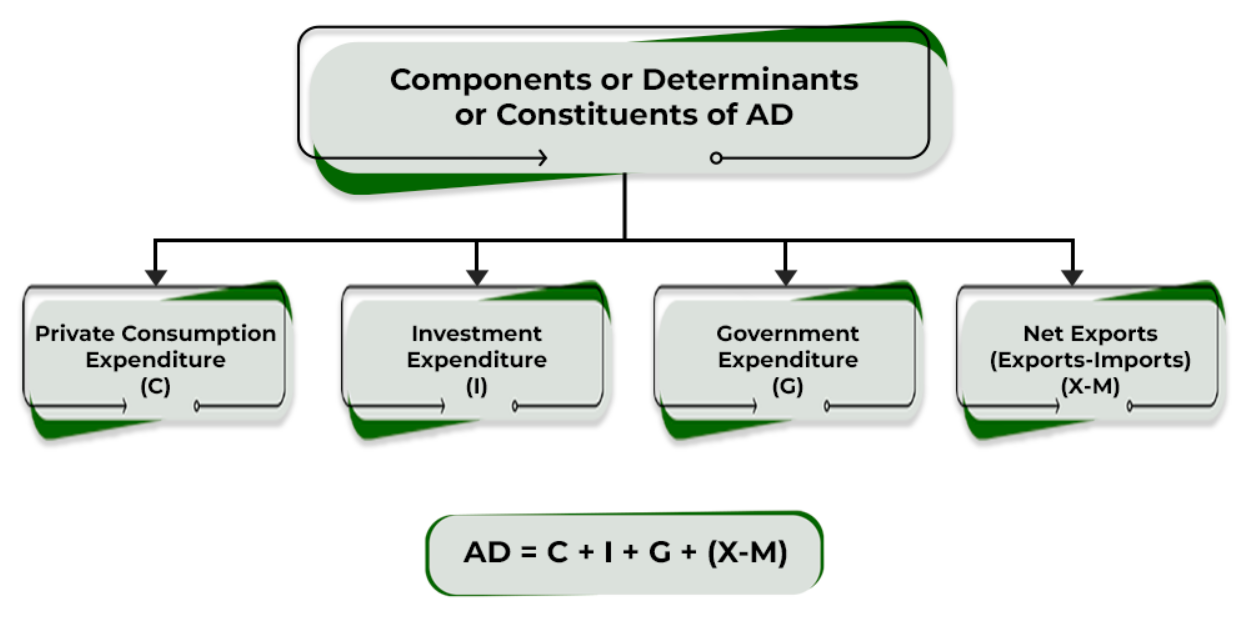 Components or Determinants
or Constituents of AD
Private Consumption
Expenditure
(C)
Investment
Expenditure
(I)
Government
Expenditure
(G)
Net Exports
(Exports-Imports)
(X-M)
AD = C + I + G + (X-M)